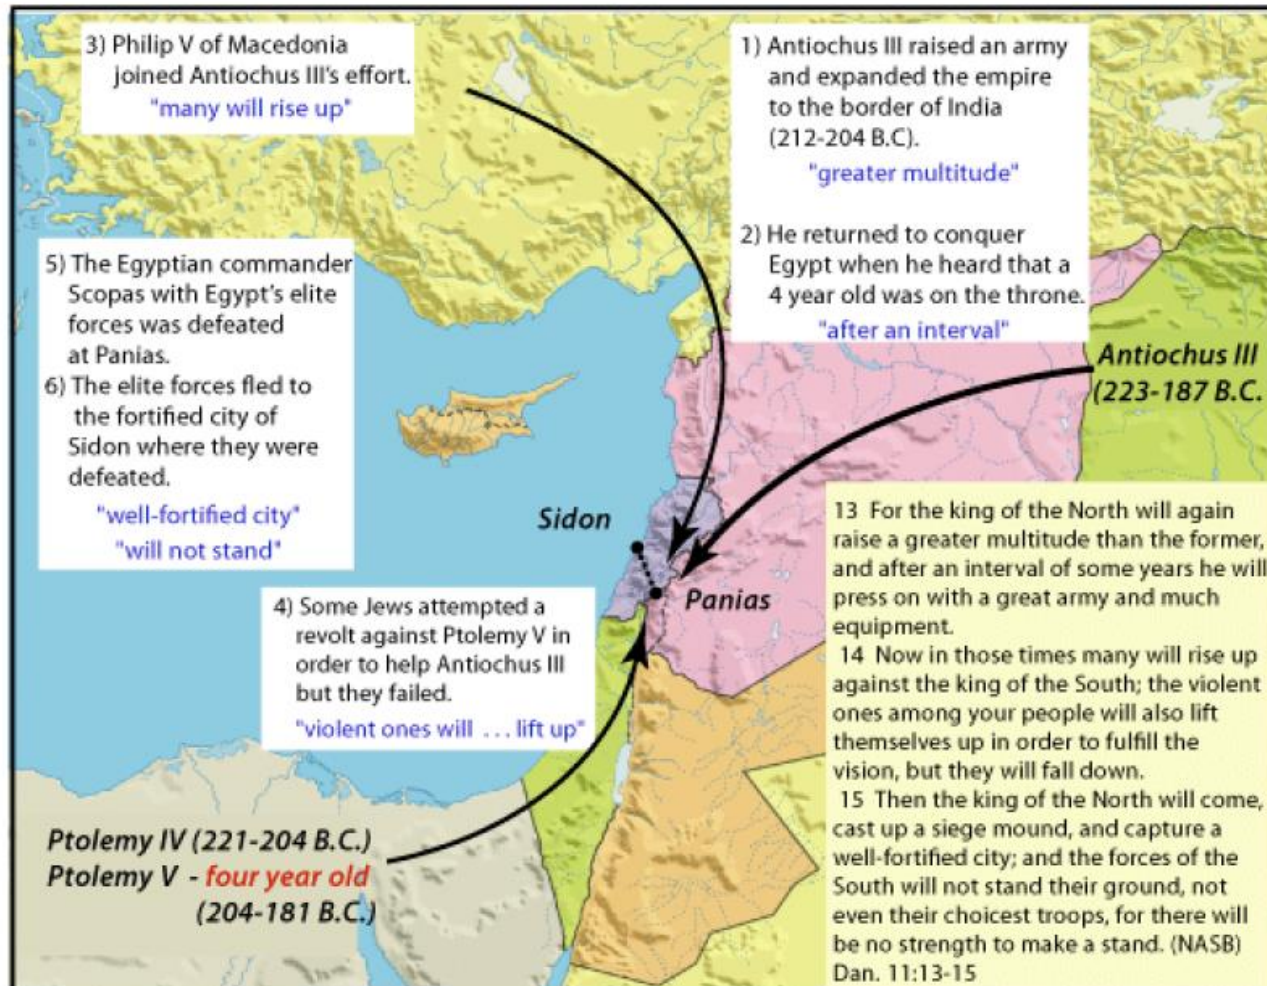 3) Philip V of Macedonia
joined Antiochus III's effort.
"many will rise up"
1) Antiochus III raised an army
and expanded the empire
to the border of India
(212-204 B.C).
"greater multitude"
2) He returned to conquer
Egypt when he heard that a
4 year old was on the throne.
"after an interval"
5) The Egyptian commander
Scopas with Egypt's elite
forces was defeated
at Panias.
6) The elite forces fled to
the fortified city of
Sidon where they were
defeated.
"well-fortified city"
"will not stand"
Antiochus III
(223-187 B.C.
Sidon
Panias
4) Some Jews attempted a
revolt against Ptolemy V in
order to help Antiochus III
but they failed.
"violent ones will ... lift up"
Ptolemy IV (221-204 B.C.)
Ptolemy V - four year old
(204-181 B.C.)
13 For the king of the North will again
raise a greater multitude than the former,
and after an interval of some years he will
press on with a great army and much
equipment.
14 Now in those times many will rise up
against the king of the South; the violent
ones among your people will also lift
themselves up in order to fulfill the
vision, but they will fall down.
15 Then the king of the North will come,
cast up a siege mound, and capture a
well-fortified city; and the forces of the
South will not stand their ground, not
even their choicest troops, for there will
be no strength to make a stand. (NASB)
Dan. 11:13-15